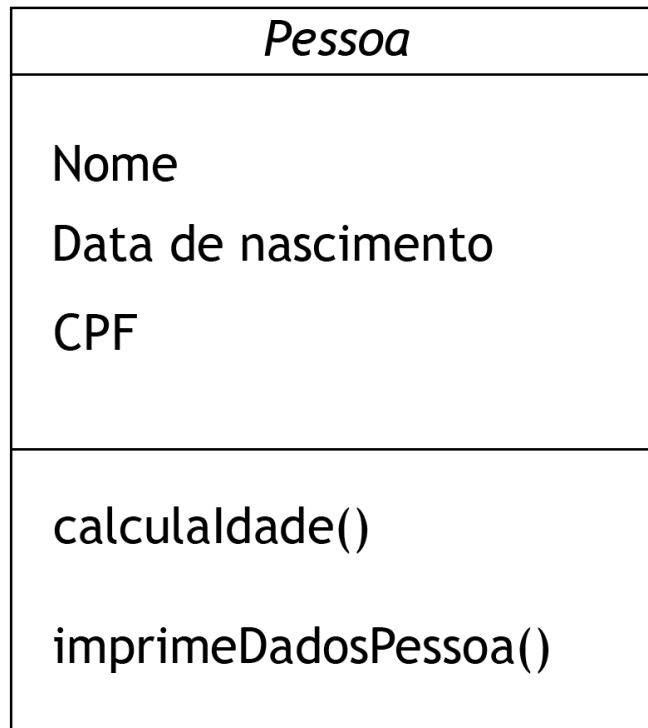 Pessoa
Nome
Data de nascimento
CPF
calculaIdade()
imprimeDadosPessoa()